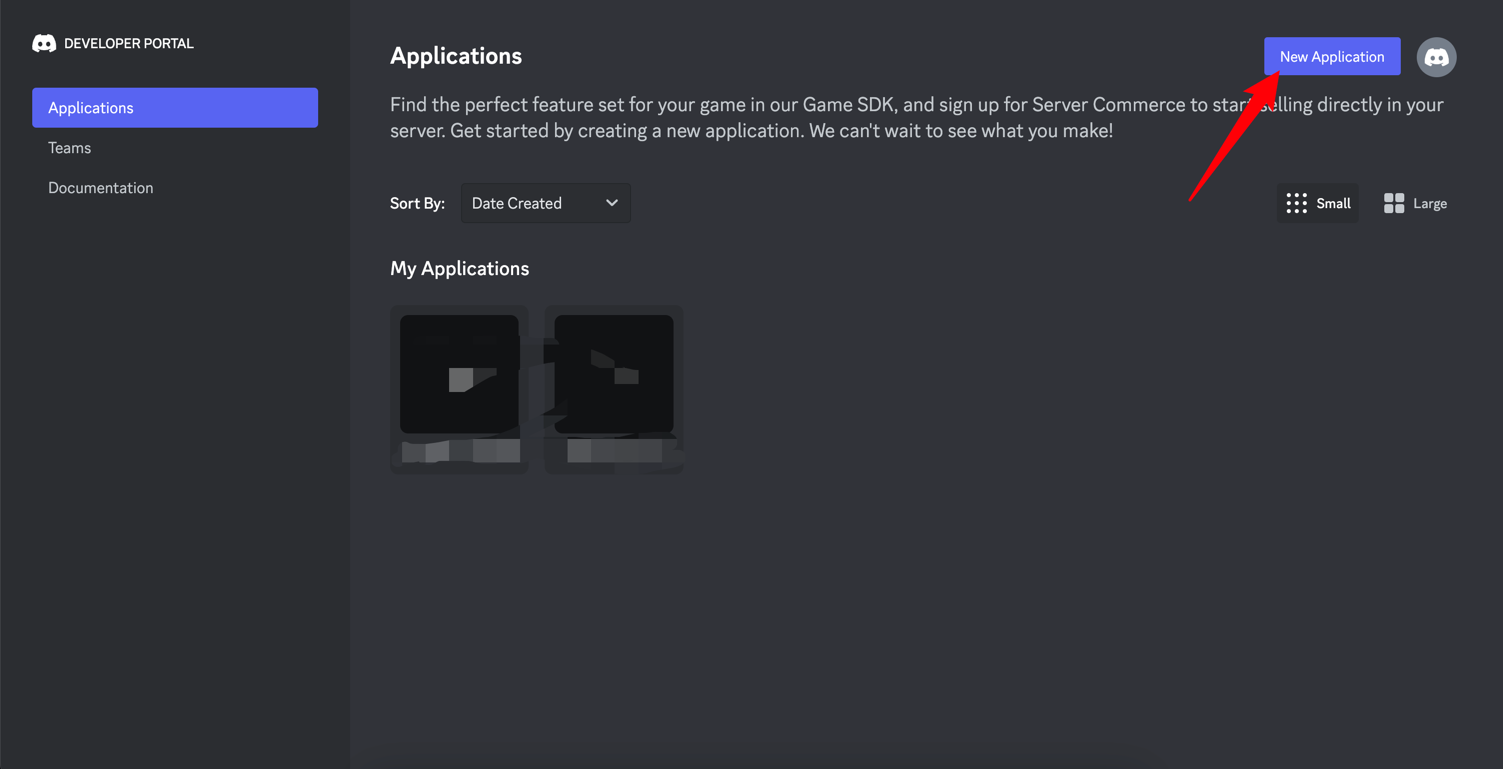 DEVELOPER PORTAL
Applications
Teams
Documentation
Applications
New Application
Find the perfect feature set for your game in our Game SDK, and sign up for Server Commerce to start selling directly in your
server. Get started by creating a new application. We can't wait to see what you make!
Sort By:
Date Created
Small
Large
My Applications